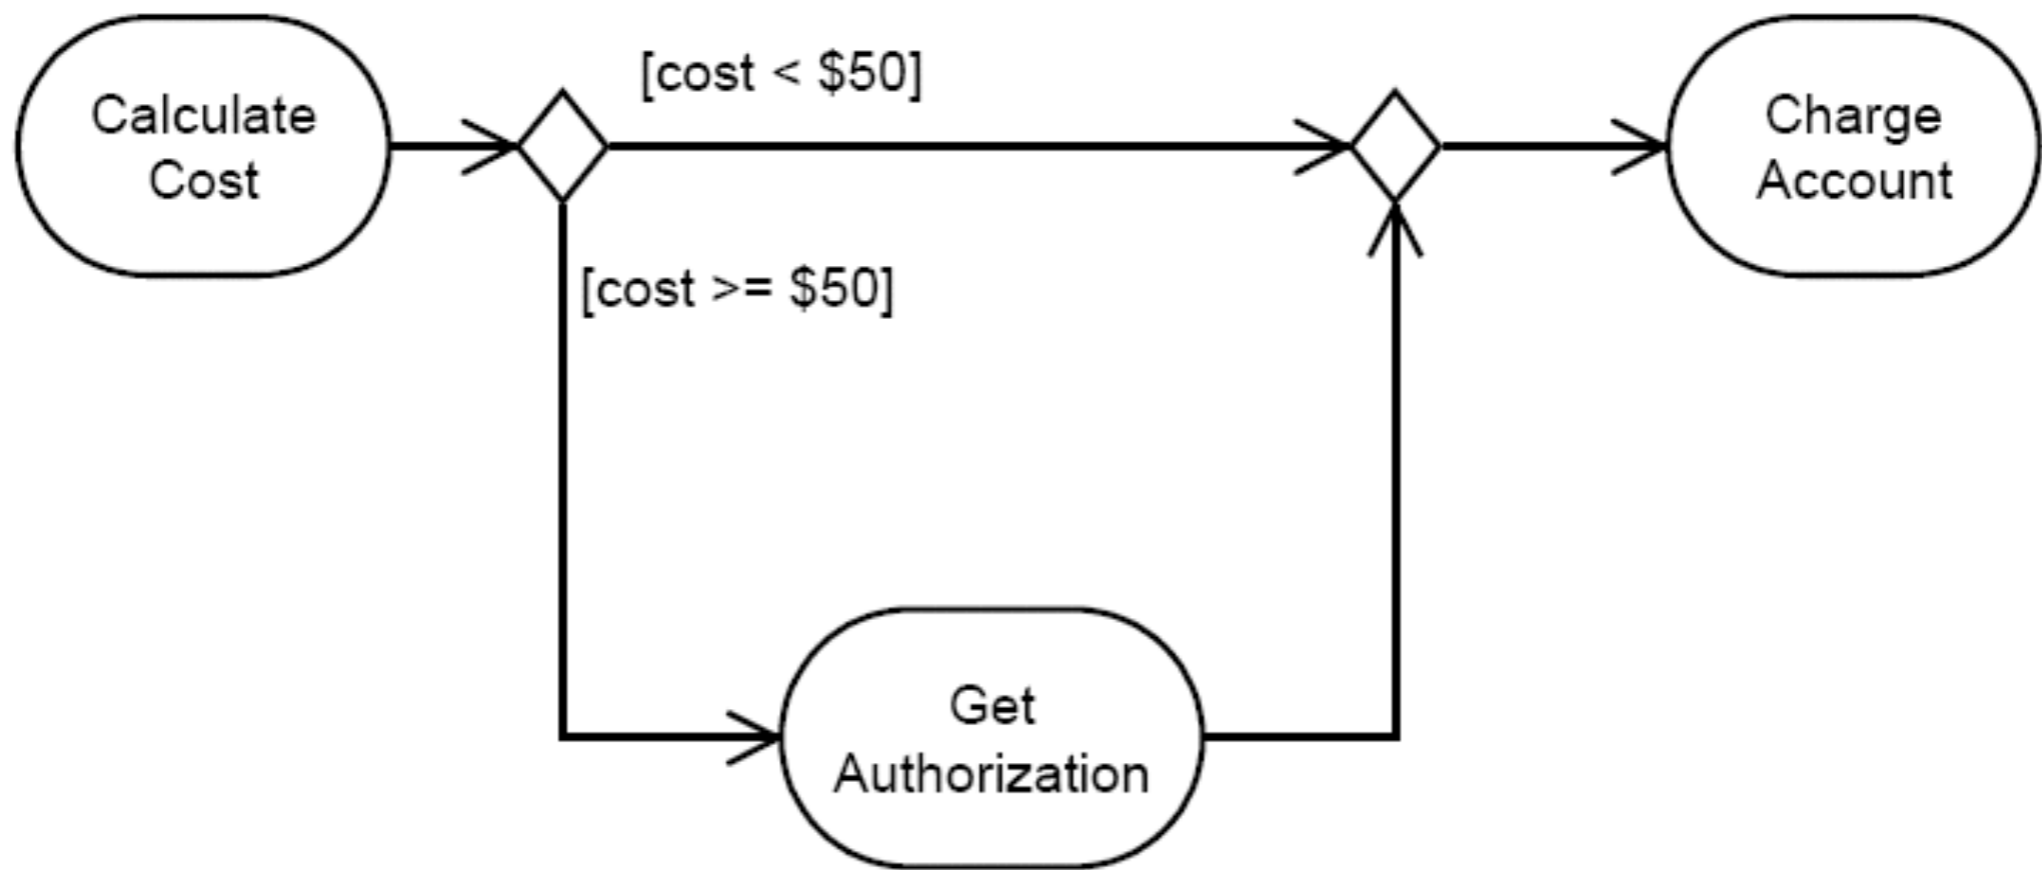 Calculate
Cost
[cost < $50]
Charge
Account
[cost >= $50]
Get
Authorization